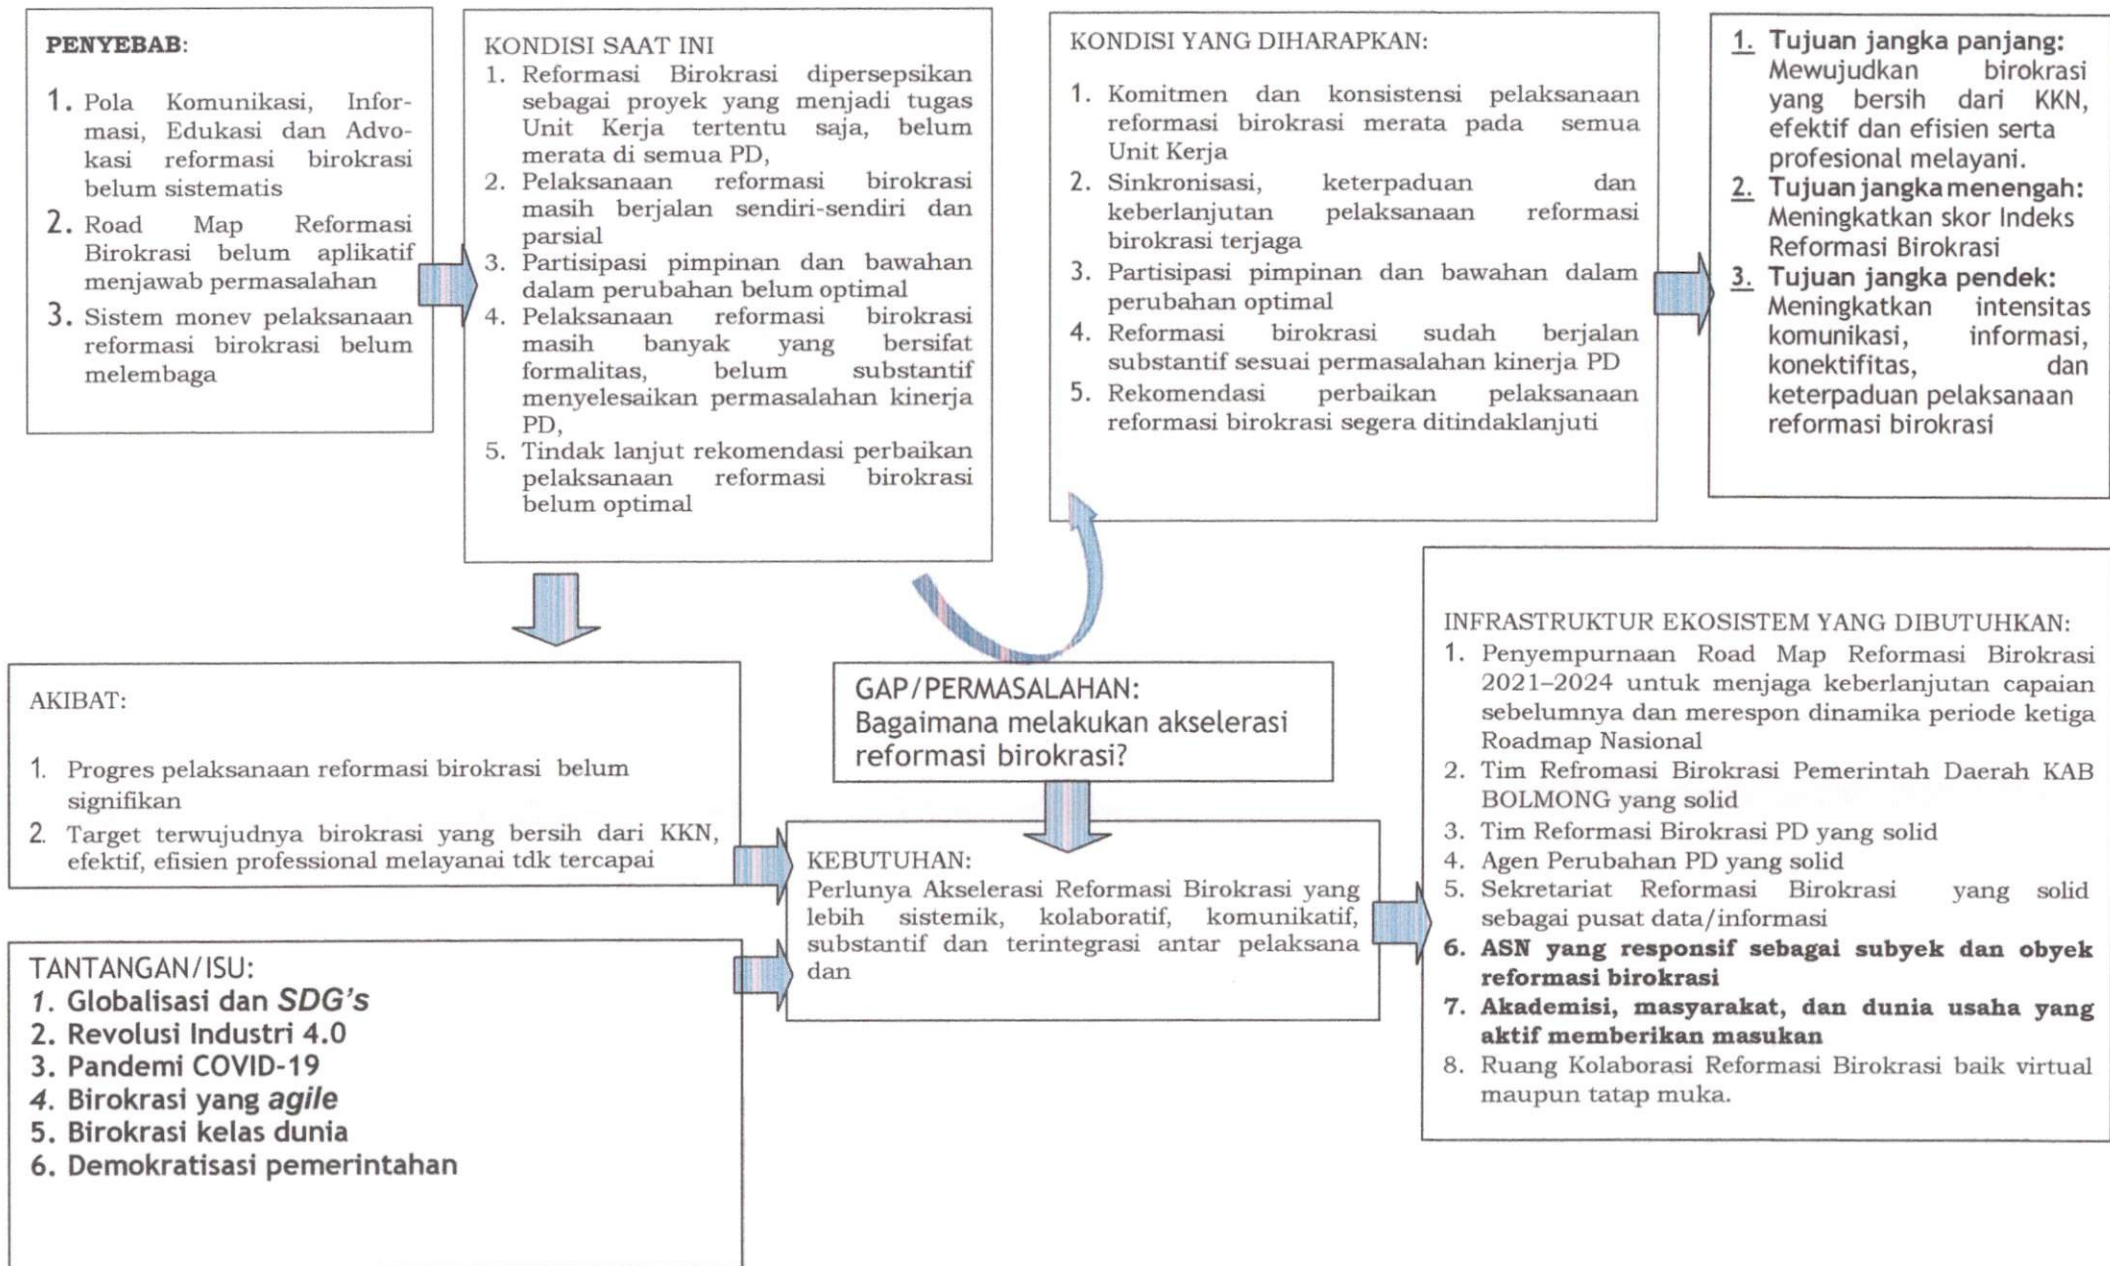 PENYEBAB:
1. Pola Komunikasi, Infor-
masi, Edukasi dan Advo-
kasi reformasi birokrasi
belum sistematis
2. Road Map Reformasi
Birokrasi belum aplikatif
menjawab permasalahan
3. Sistem monev pelaksanaan
reformasi birokrasi belum
melembaga
KONDISI SAAT INI
1. Reformasi Birokrasi dipersepsikan
sebagai proyek yang menjadi tugas
Unit Kerja tertentu saja, belum
merata di semua PD,
2. Pelaksanaan reformasi birokrasi
masih berjalan sendiri-sendiri dan
parsial
3. Partisipasi pimpinan dan bawahan
dalam perubahan belum optimal
4. Pelaksanaan reformasi birokrasi
masih banyak yang bersifat
formalitas, belum substantif
menyelesaikan permasalahan kinerja
PD,
5. Tindak lanjut rekomendasi perbaikan
pelaksanaan reformasi birokrasi
belum optimal
KONDISI YANG DIHARAPKAN:
1. Komitmen dan konsistensi pelaksanaan
reformasi birokrasi merata pada semua
Unit Kerja
2. Sinkronisasi, keterpaduan dan
keberlanjutan pelaksanaan reformasi
birokrasi terjaga
3. Partisipasi pimpinan dan bawahan dalam
perubahan optimal
4. Reformasi birokrasi sudah berjalan
substantif sesuai permasalahan kinerja PD
5. Rekomendasi perbaikan pelaksanaan
reformasi birokrasi segera ditindaklanjuti
1. Tujuan jangka panjang:
Mewujudkan birokrasi
yang bersih dari KKN,
efektif dan efisien serta
profesional melayani.
2. Tujuan jangka menengah:
Meningkatkan skor Indeks
Reformasi Birokrasi
3. Tujuan jangka pendek:
Meningkatkan intensitas
komunikasi, informasi,
konektifitas, dan
keterpaduan pelaksanaan
reformasi birokrasi
AKIBAT:
1. Progres pelaksanaan reformasi birokrasi belum
signifikan
2. Target terwujudnya birokrasi yang bersih dari KKN,
efektif, efisien professional melayanai tdk tercapai
GAP/PERMASALAHAN:
Bagaimana melakukan akselerasi
reformasi birokrasi?
KEBUTUHAN:
Perlunya Akselerasi Reformasi Birokrasi yang
lebih sistemik, kolaboratif, komunikatif,
substantif dan terintegrasi antar pelaksana
dan
TANTANGAN/ISU:
1. Globalisasi dan SDG's
2. Revolusi Industri 4.0
3. Pandemi COVID-19
4. Birokrasi yang agile
5. Birokrasi kelas dunia
6. Demokratisasi pemerintahan
INFRASTRUKTUR EKOSISTEM YANG DIBUTUHKAN:
1. Penyempurnaan Road Map Reformasi Birokrasi
2021–2024 untuk menjaga keberlanjutan capaian
sebelumnya dan merespon dinamika periode ketiga
Roadmap Nasional
2. Tim Refromasi Birokrasi Pemerintah Daerah KAB
BOLMONG yang solid
3. Tim Reformasi Birokrasi PD yang solid
4. Agen Perubahan PD yang solid
5. Sekretariat Reformasi Birokrasi yang solid
sebagai pusat data/informasi
6. ASN yang responsif sebagai subyek dan obyek
reformasi birokrasi
7. Akademisi, masyarakat, dan dunia usaha yang
aktif memberikan masukan
8. Ruang Kolaborasi Reformasi Birokrasi baik virtual
maupun tatap muka.